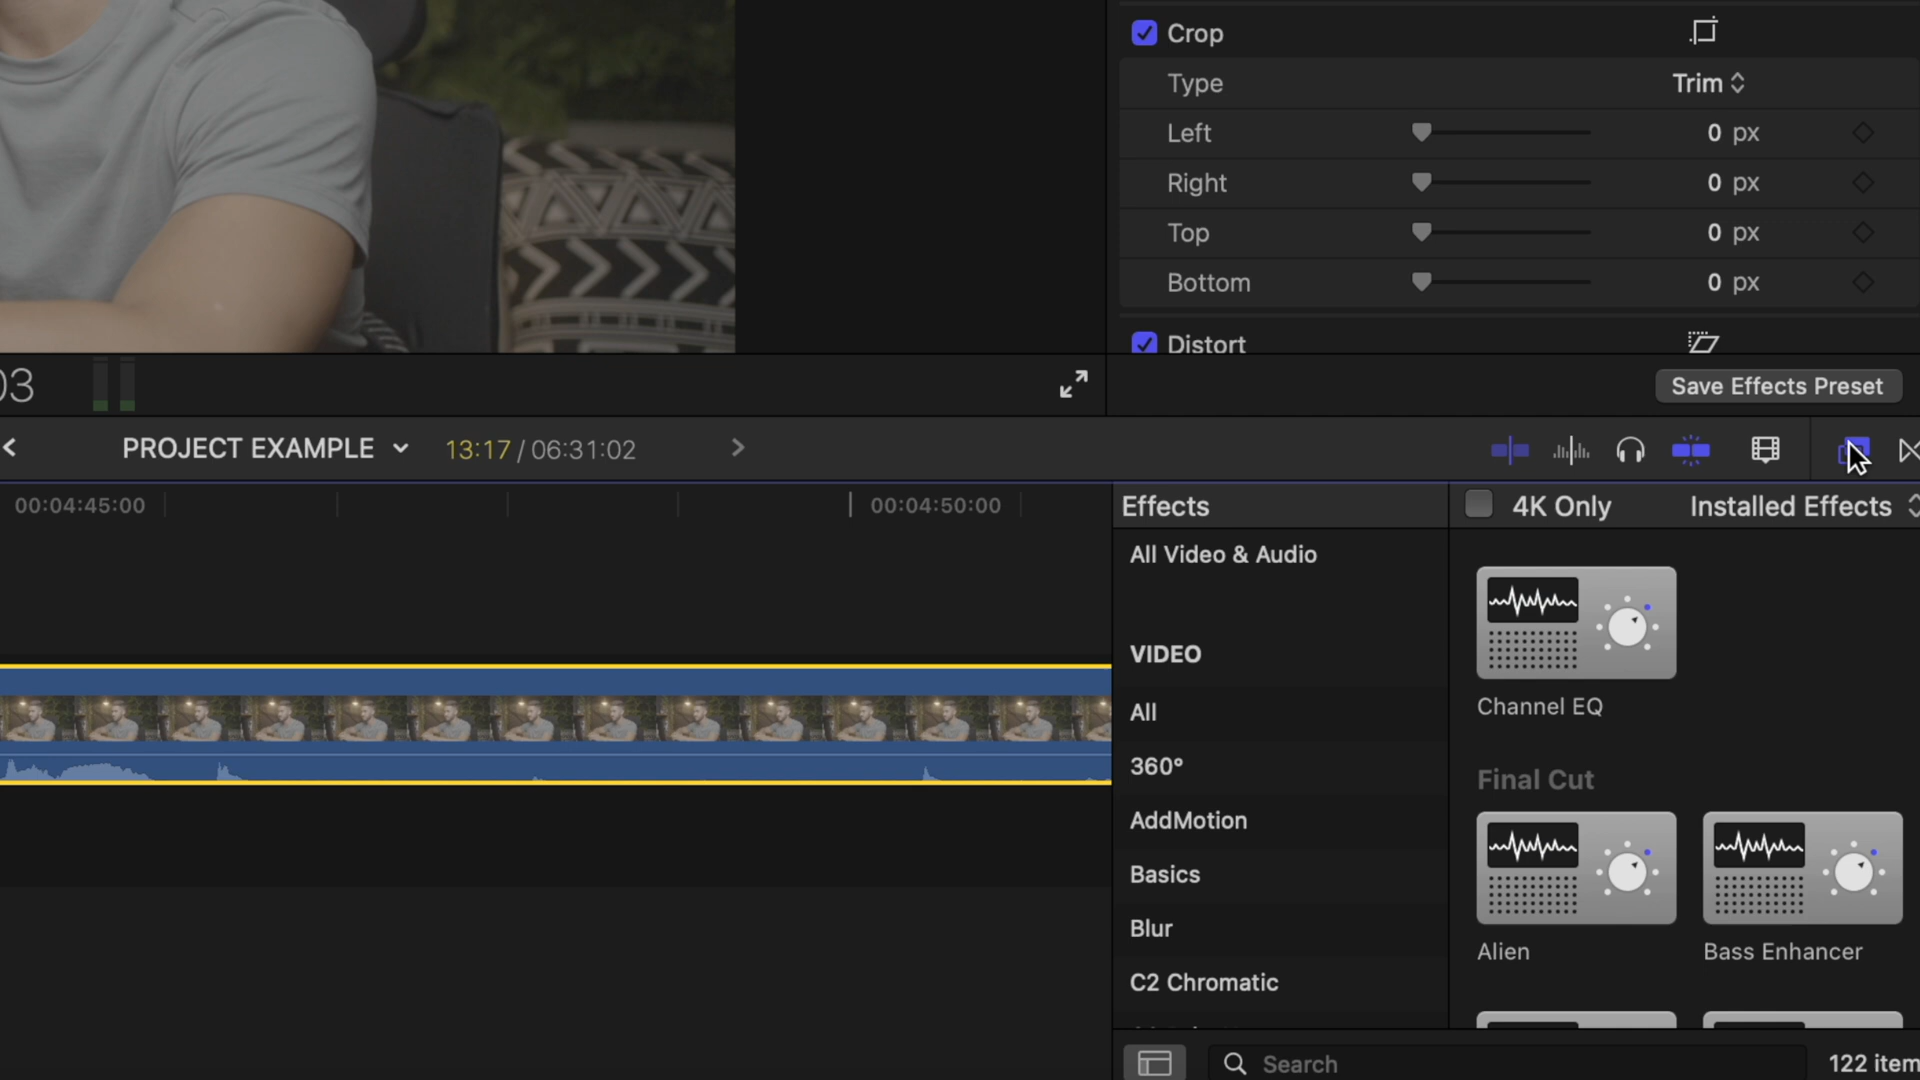 Crop
Type Trim
Left 0 px
Right 0 px
Top 0 px
Bottom 0 px
Distort
03
Save Effects Preset
PROJECT EXAMPLE 13:17 / 06:31:02
00:04:45:00 00:04:50:00
Effects
4K Only Installed Effects
All Video & Audio
VIDEO
All
360°
AddMotion
Basics
Blur
C2 Chromatic
Channel EQ
Final Cut
Alien Bass Enhancer
Search
122 item